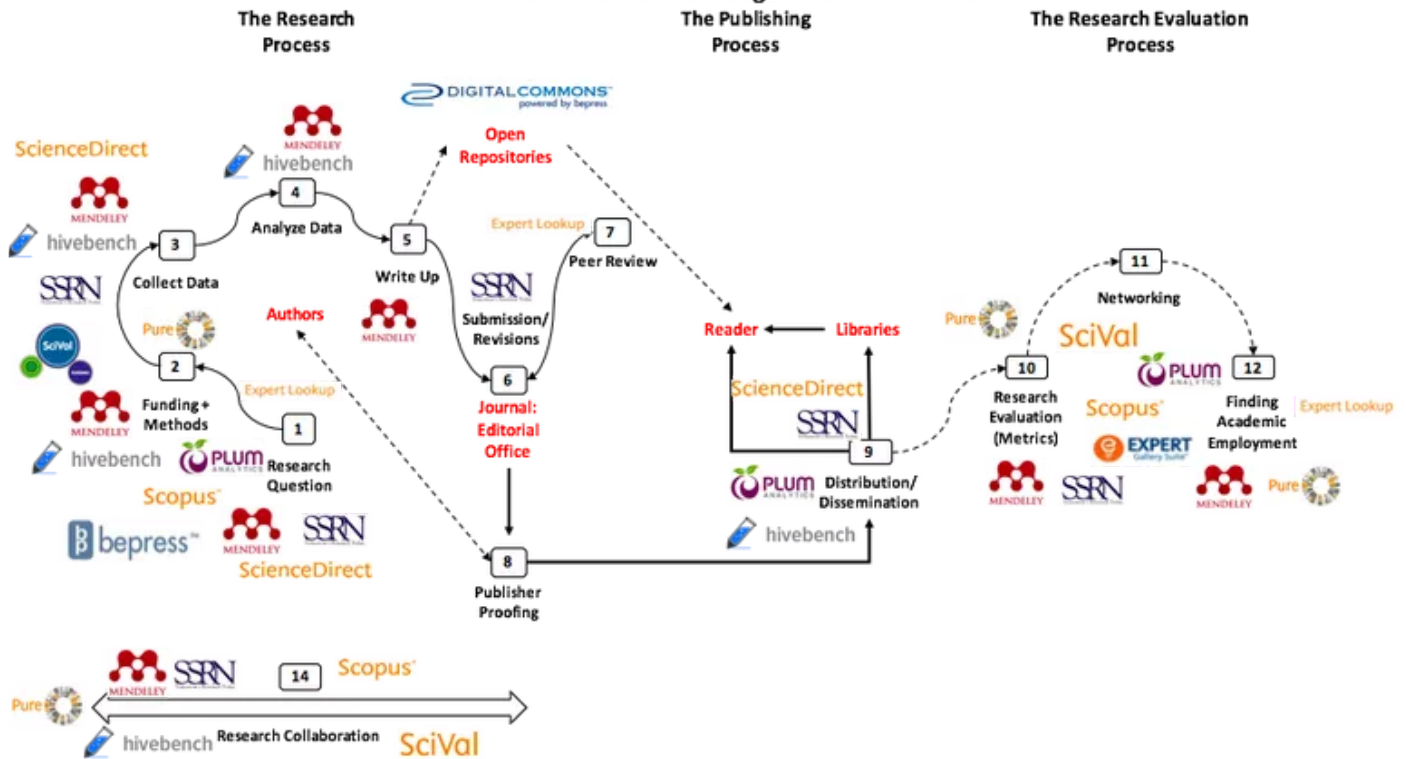 The Research
Process
The Publishing
Process
The Research Evaluation
Process
DIGITALCOMMONS™
powered by bepress
Open
Repositories
ScienceDirect
MENDELEY
hivebench
MENDELEY
hivebench
4
Analyze Data
3
Collect Data
5
Write Up
MENDELEY
Expert Lookup
7
Peer Review
SSRN
Submission/
Revisions
SSRN
SciVal
Pure
Authors
2
Funding+
Methods
Expert Lookup
1
Research
Question
MENDELEY
hivebench
PLUM
ANALYTICS
Scopus®
bepress™
MENDELEY
SSRN
ScienceDirect
6
Journal:
Editorial
Office
8
Publisher
Proofing
Reader
Libraries
ScienceDirect
SSRN
9
Distribution/
Dissemination
PLUM
ANALYTICS
hivebench
11
Networking
Pure
SciVal
10
Research
Evaluation
(Metrics)
PLUM
ANALYTICS
12
Finding
Academic
Employment
Scopus®
EXPERT
Gallery Suite™
Expert Lookup
MENDELEY
SSRN
MENDELEY
Pure
MENDELEY
SSRN
14
Scopus®
Pure
hivebench
Research Collaboration
SciVal